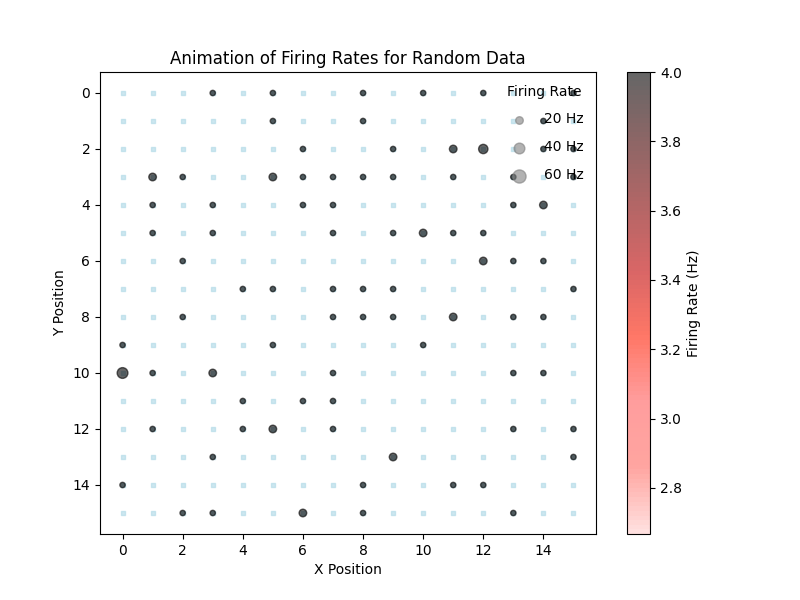 Animation of Firing Rates for Random Data
Firing Rate
20 Hz
40 Hz
60 Hz
0
2
4
6
8
10
12
14
Y Position
0 2 4 6 8 10 12 14
X Position
4.0
3.8
3.6
3.4
3.2
3.0
2.8
Firing Rate (Hz)